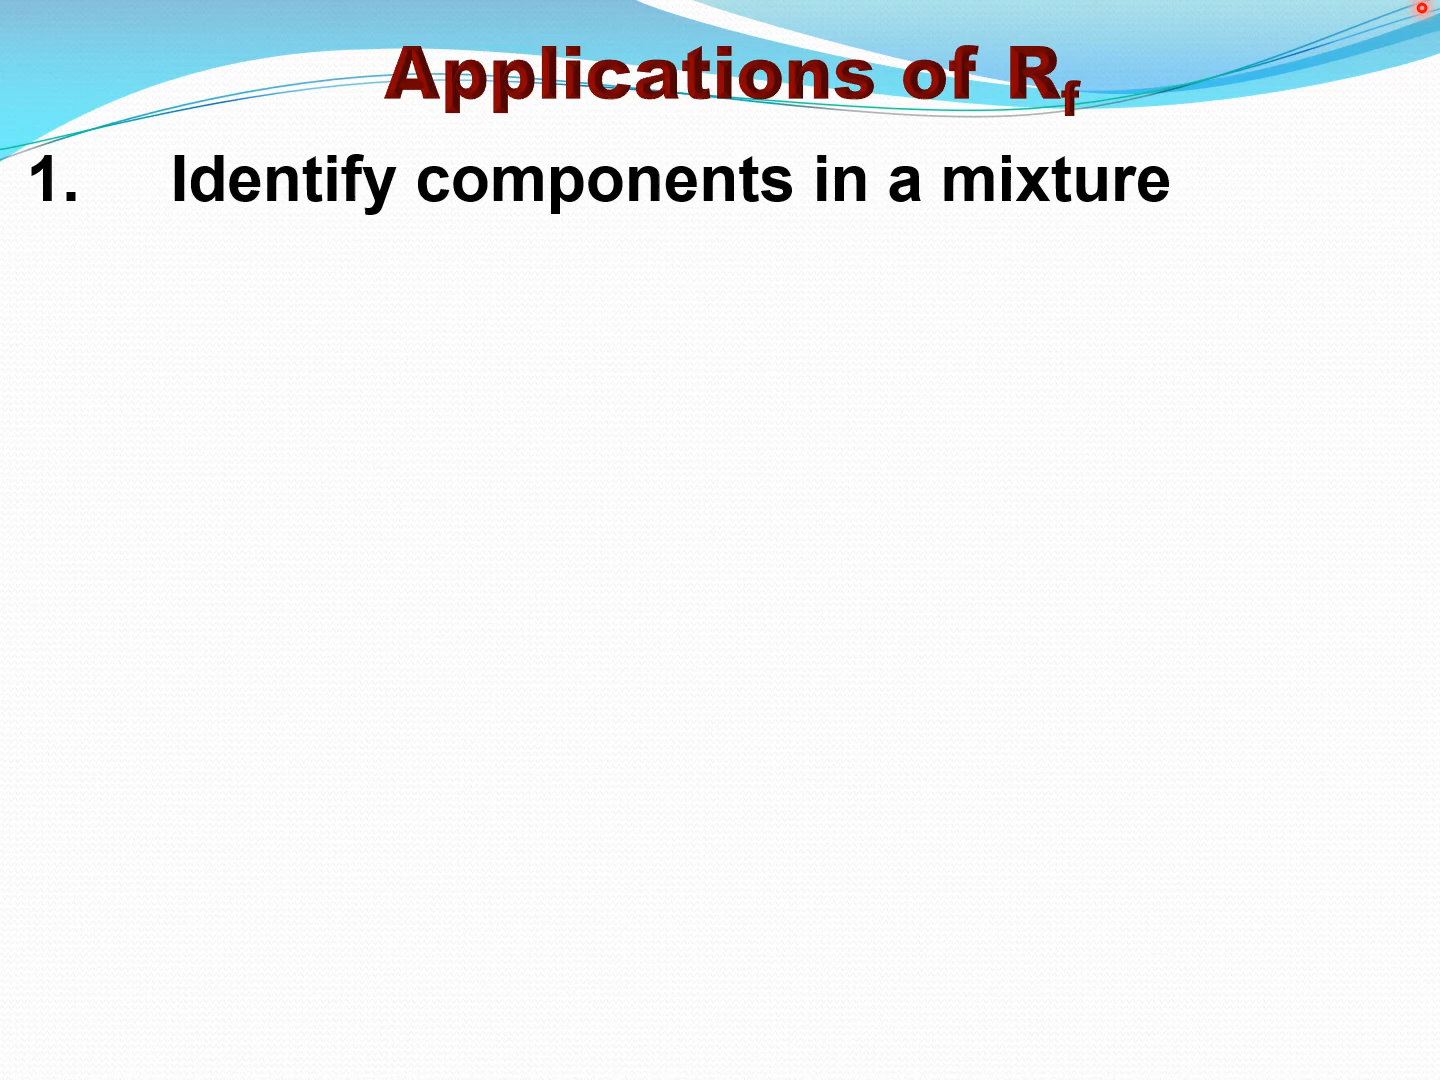 Applications of Rf
1. Identify components in a mixture